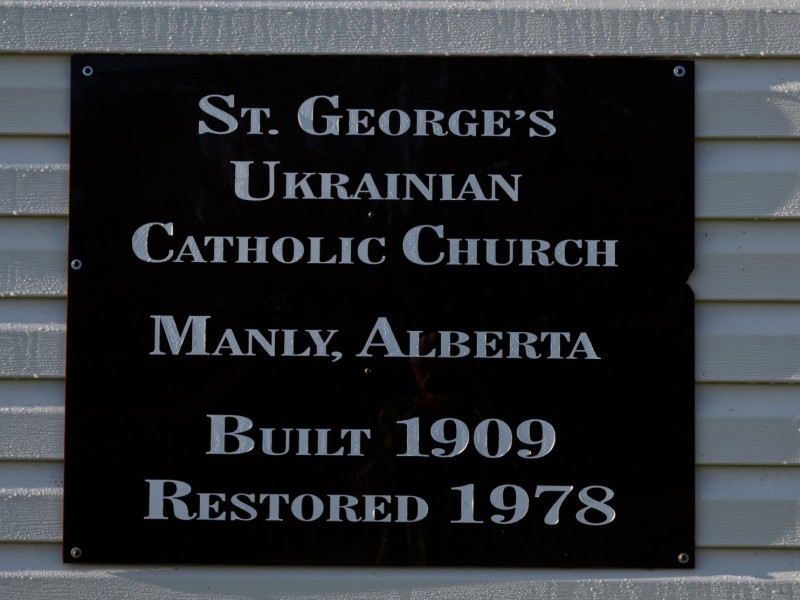 St. George's
Ukrainian
Catholic Church
Manly, Alberta
Built 1909
Restored 1978